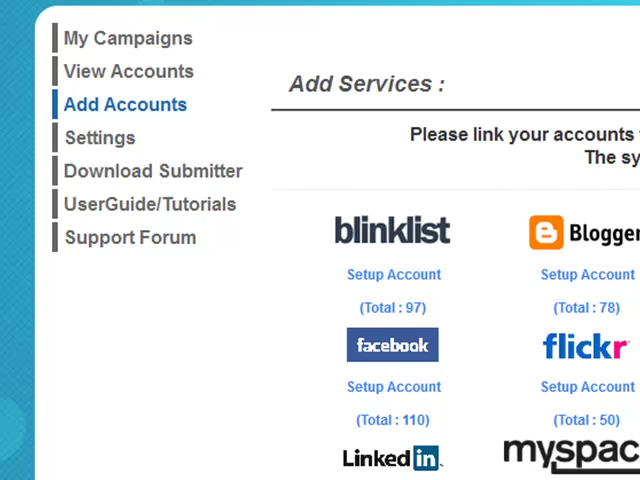 My Campaigns
View Accounts
Add Accounts
Settings
Download Submitter
UserGuide/Tutorials
Support Forum
Add Services :
Please link your accounts
The
blinklist
Blogger
Setup Account
Setup Account
(Total : 97)
(Total : 78)
facebook
flickr
Setup Account
Setup Account
(Total : 110)
(Total : 50)
Linked in
myspac